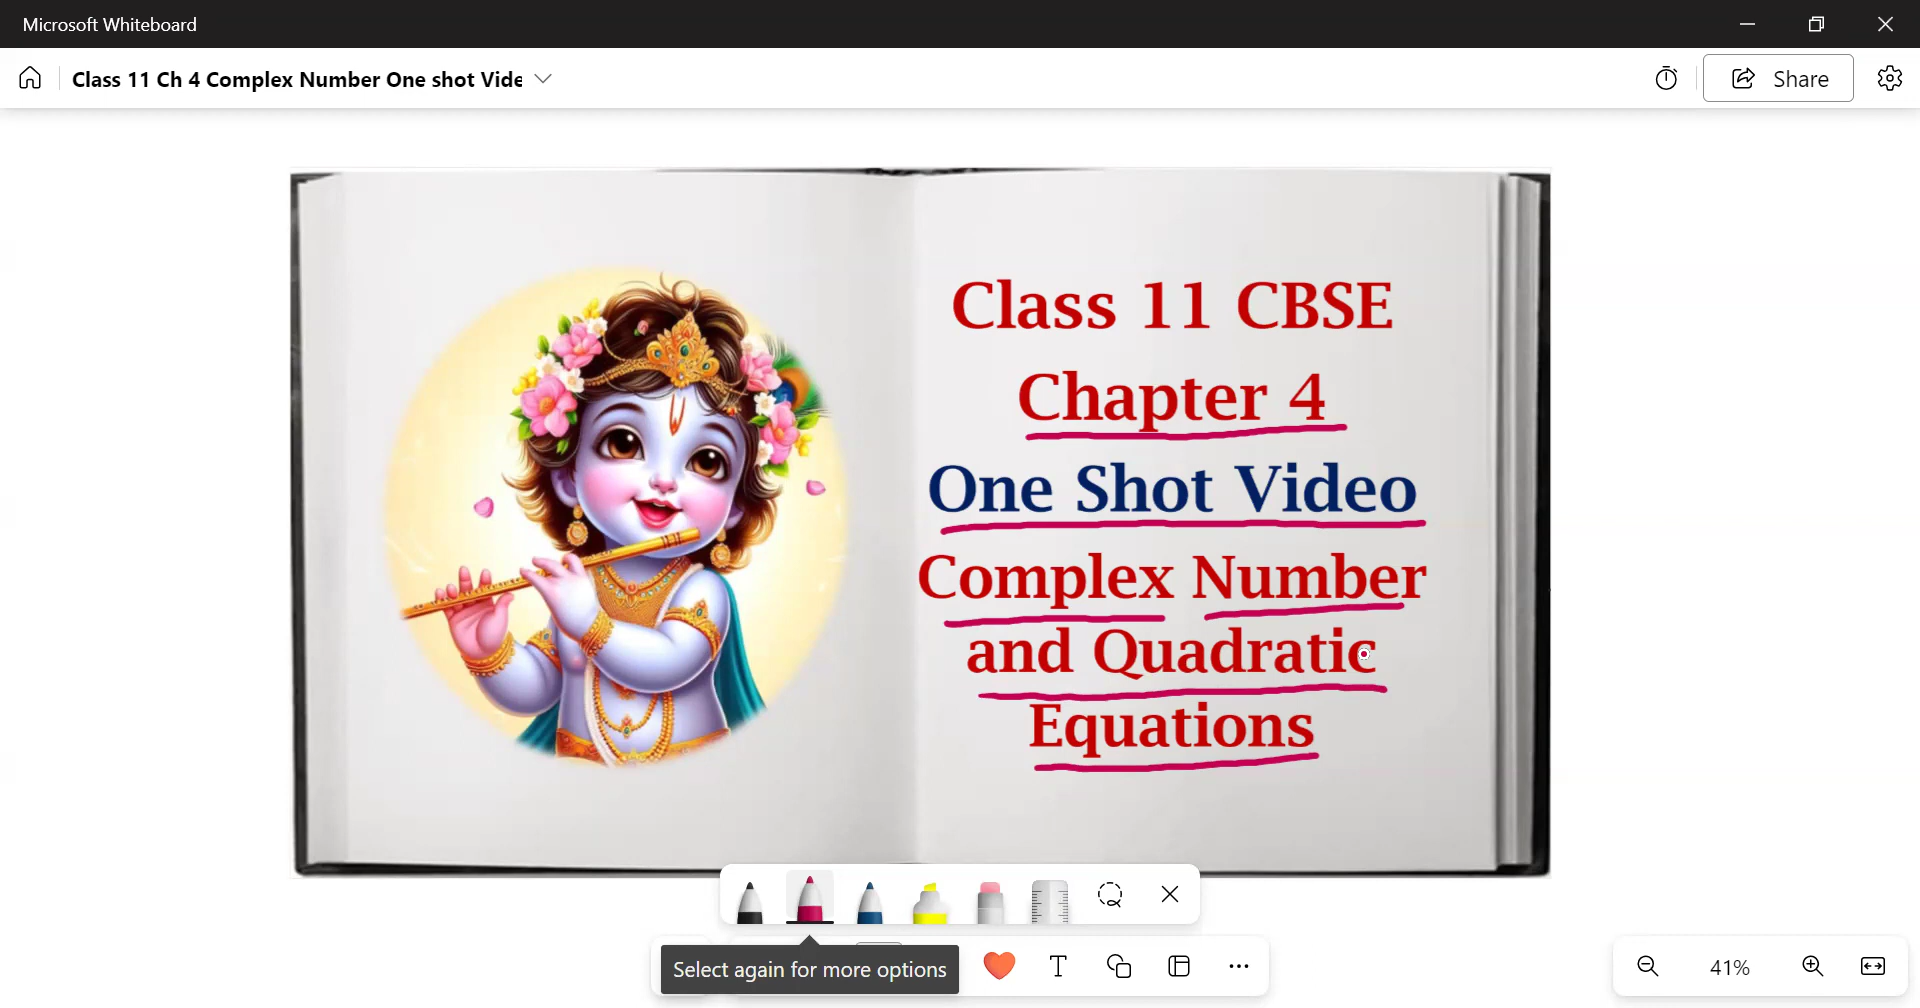 Microsoft Whiteboard
Class 11 Ch 4 Complex Number One shot Vide
Share
Class 11 CBSE
Chapter 4
One Shot Video
Complex Number
and Quadratic
Equations
Select again for more options
41%